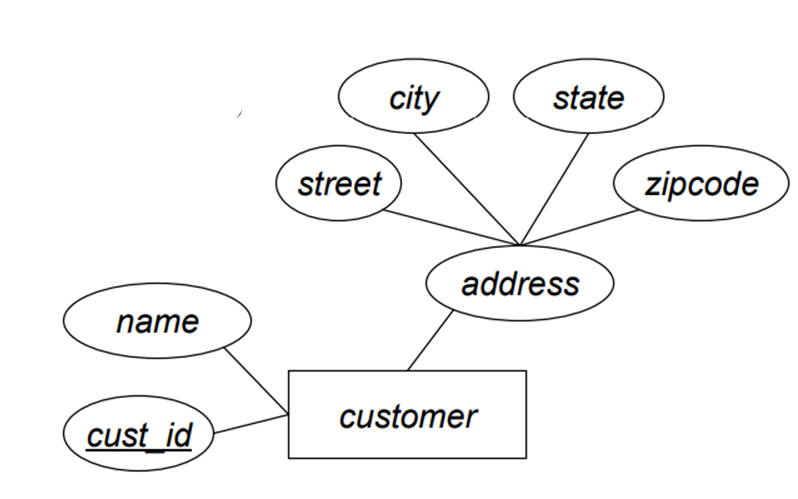 city
state
street
zipcode
address
name
customer
cust_id